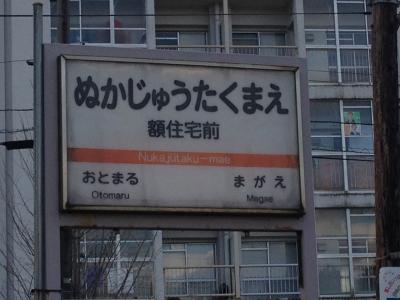 ぬかじゅうたくまえ
額住宅前
Nukajūtaku-mae
おとまる まがえ
Otomaru Magae